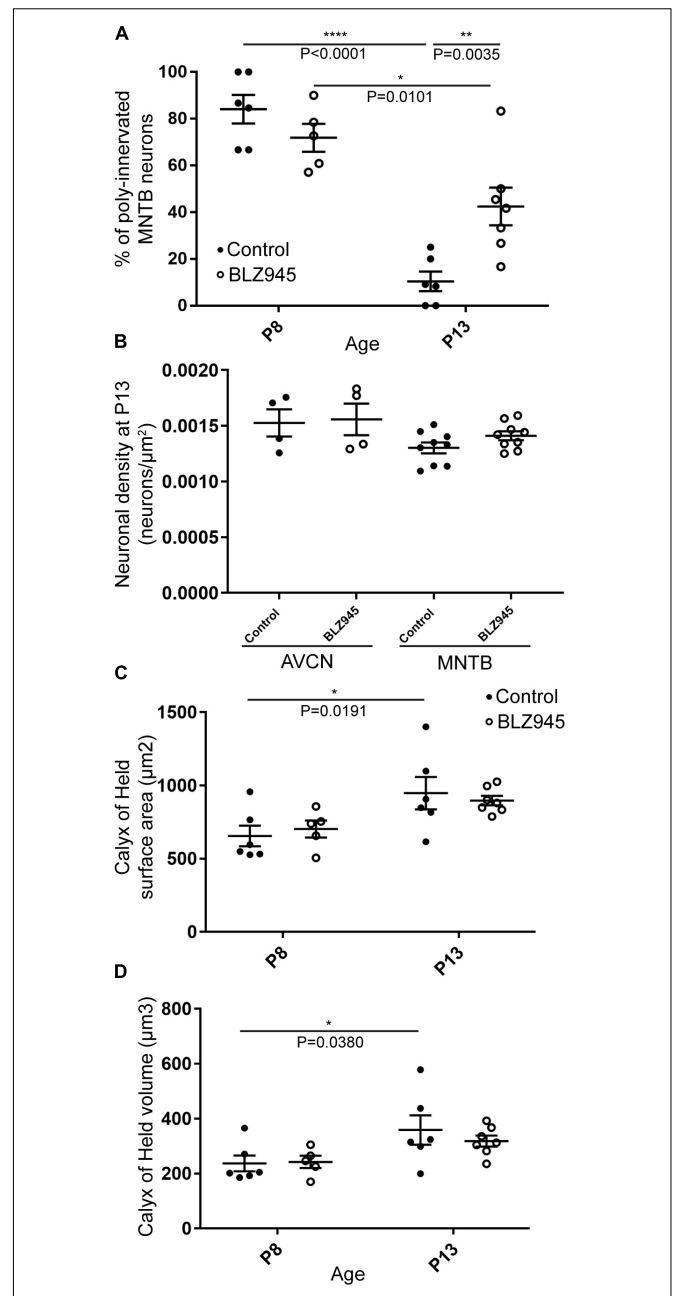 A
**** **
P<0.0001 P=0.0035
*
P=0.0101
% of poly-innervated
MNTB neurons
100
80
60
40
20
0
Control
BLZ945
P8 P13
Age
B
Neuronal density at P13
(neurons/µm²)
0.0020
0.0015
0.0010
0.0005
0.0000
Control BLZ945 Control BLZ945
AVCN MNTB
C
*
P=0.0191
Control
BLZ945
Calyx of Held
surface area (µm2)
1500
1000
500
0
P8 P13
D
*
P=0.0380
Calyx of Held volume (µm3)
800
600
400
200
0
P8 P13
Age